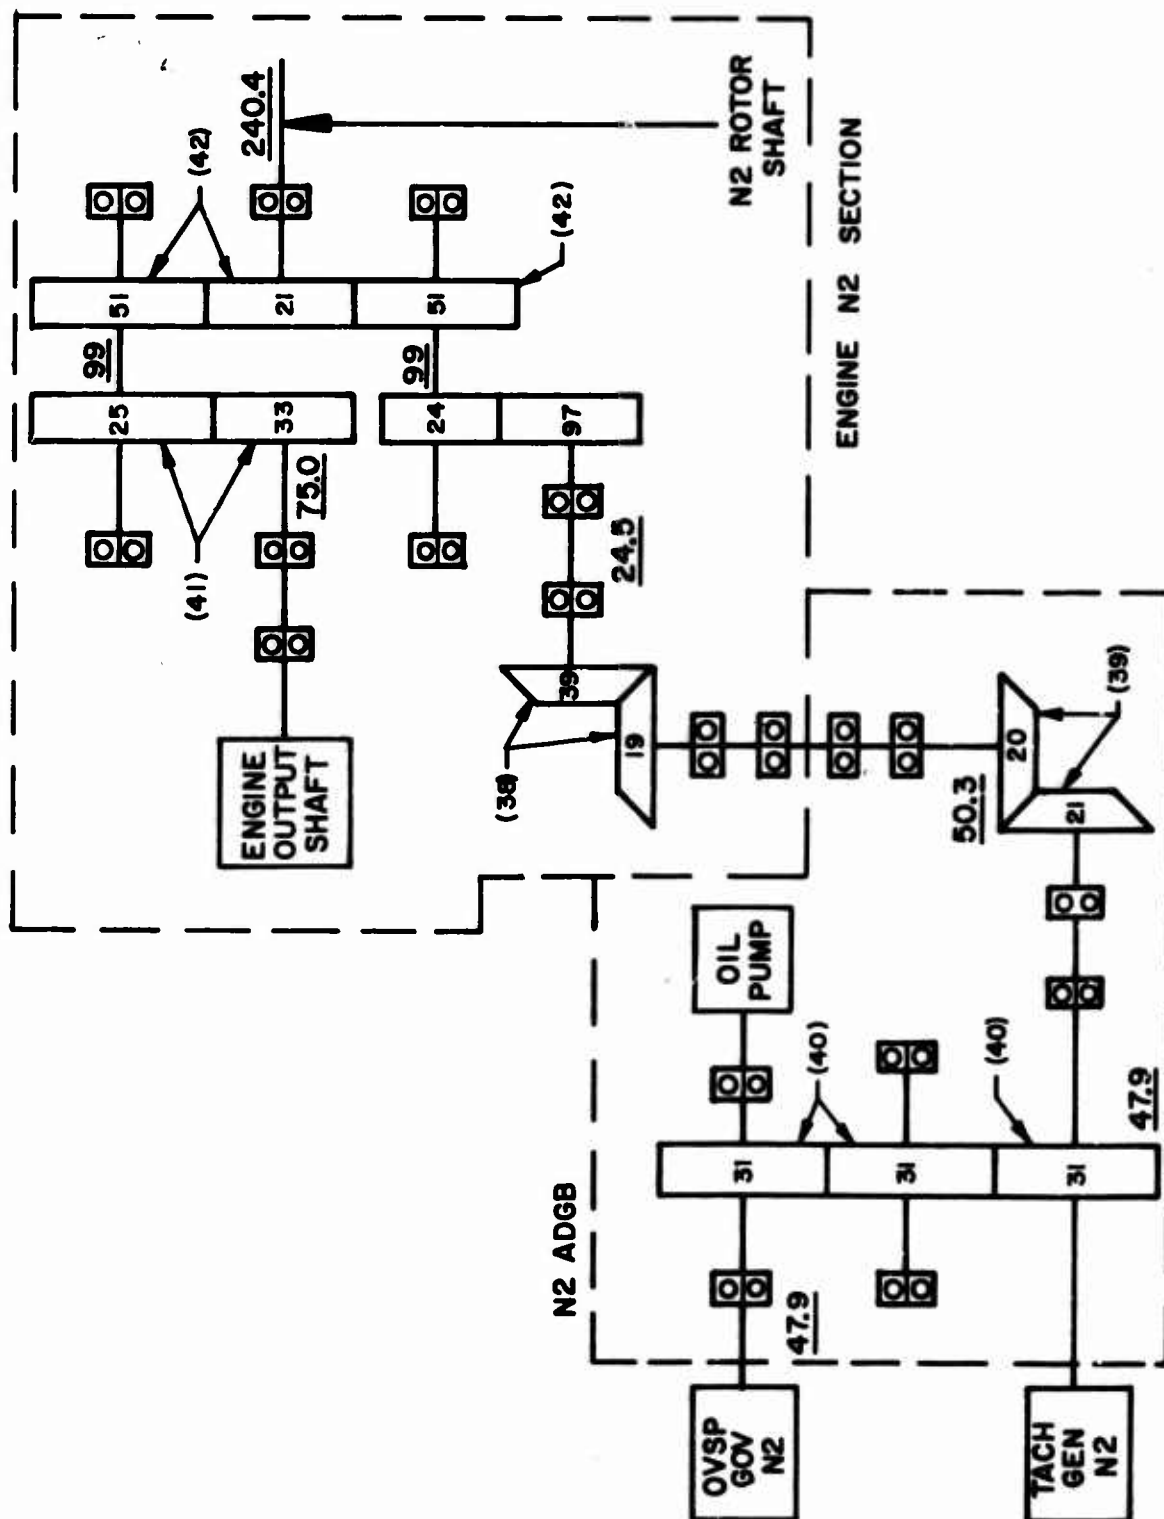 ENGINE
OUTPUT
SHAFT
(41)
75.0
25
33
99
51
21
51
(42)
240.4
(42)
N2 ROTOR
SHAFT
99
24
97
24.5
39
19
(38)
ENGINE N2 SECTION
N2 ADGB
OVSP
GOV
N2
47.9
31
31
31
OIL
PUMP
(40)
(40)
TACH
GEN
N2
47.9
50.3
20
21
(39)